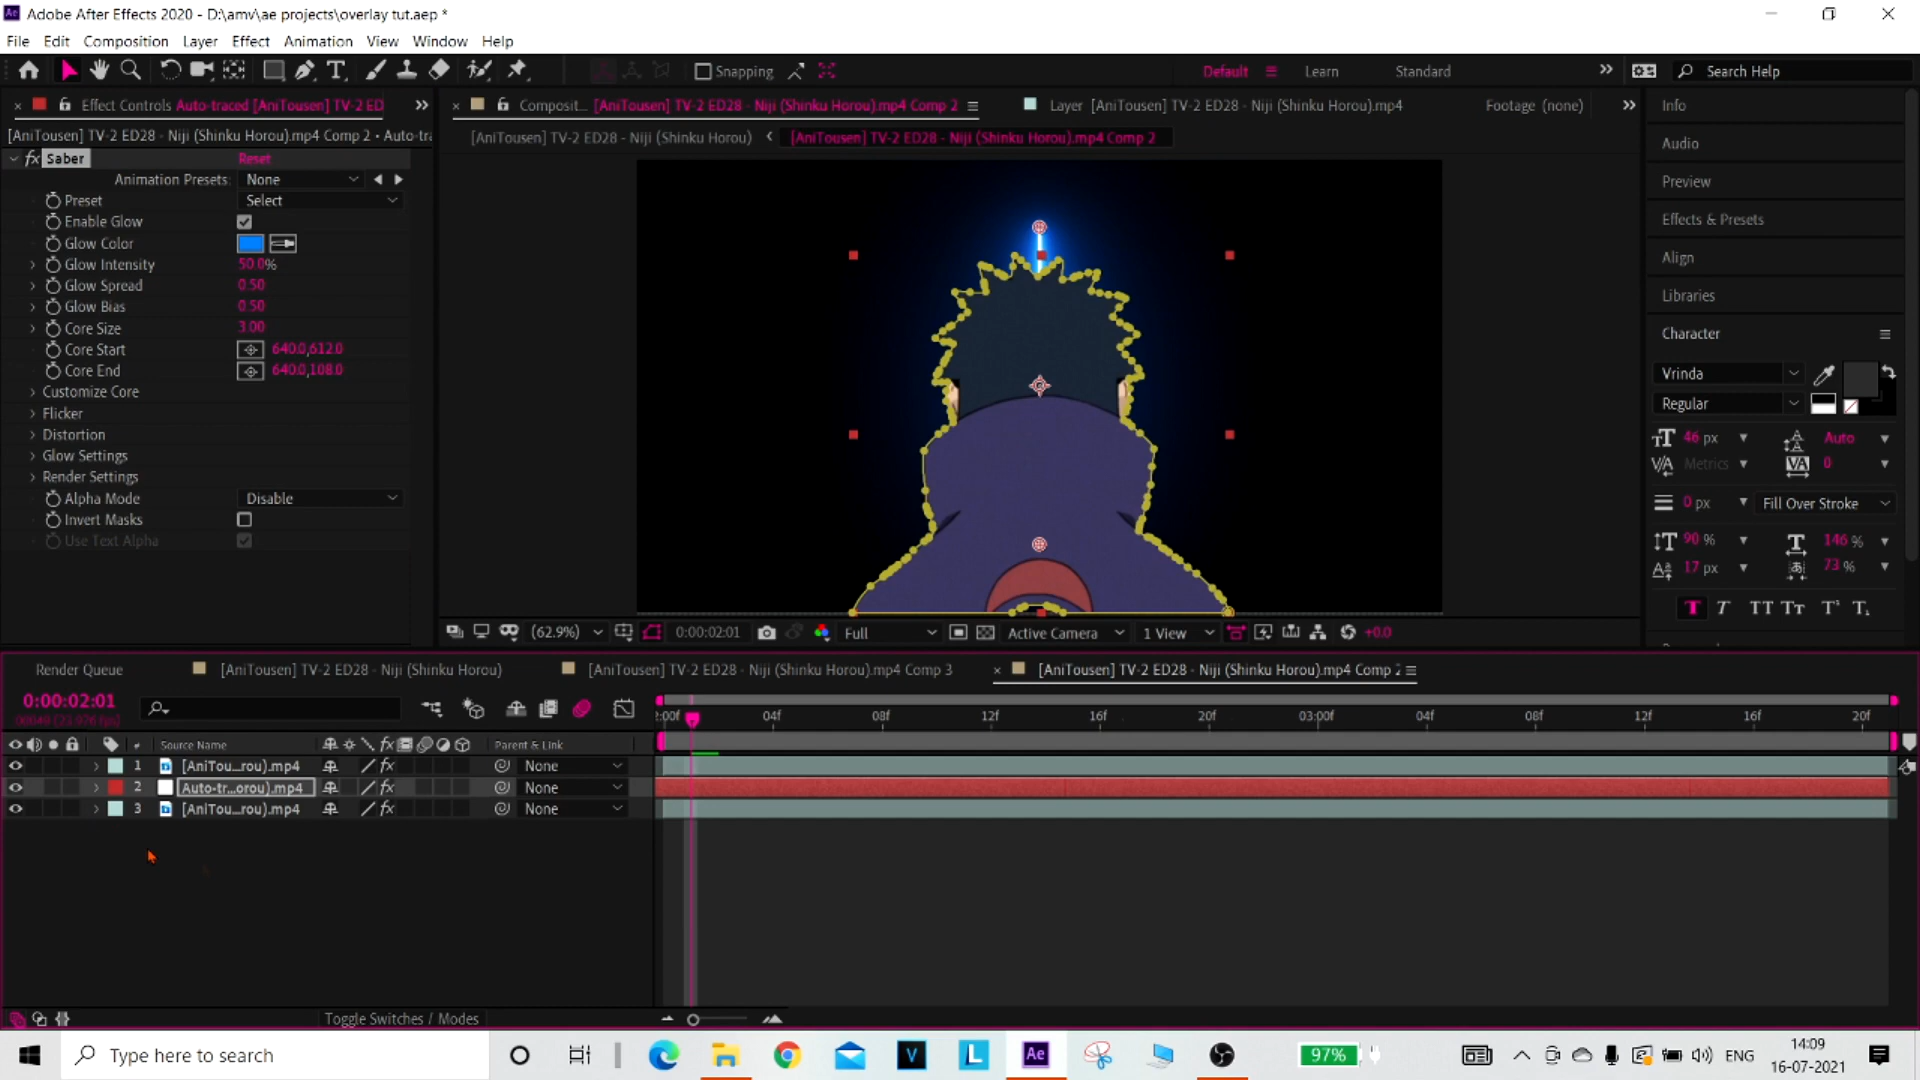 Adobe After Effects 2020 - D:\amv\ae projects\overlay tut.aep *
File Edit Composition Layer Effect Animation View Window Help
Snapping
Default
Learn
Standard
Search Help
Effect Controls Auto-traced [AniTousen] TV-2 ED
Composit... [AniTousen] TV-2 ED28 - Niji (Shinku Horou).mp4 Comp 2
Layer [AniTousen] TV-2 ED28 - Niji (Shinku Horou).mp4
Footage (none)
[AniTousen] TV-2 ED28 - Niji (Shinku Horou).mp4 Comp 2 • Auto-tra
[AniTousen] TV-2 ED28 - Niji (Shinku Horou)
[AniTousen] TV-2 ED28 - Niji (Shinku Horou).mp4 Comp 2
fx Saber Reset
Animation Presets: None
Preset Select
Enable Glow
Glow Color
Glow Intensity 50.0%
Glow Spread 0.50
Glow Bias 0.50
Core Size 3.00
Core Start 640.0,612.0
Core End 640.0,108.0
Customize Core
Flicker
Distortion
Glow Settings
Render Settings
Alpha Mode Disable
Invert Masks
Use Text Alpha
Info
Audio
Preview
Effects & Presets
Align
Libraries
Character
Vrinda
Regular
46 px Auto
Metrics 0
0 px Fill Over Stroke
90 % 146 %
17 px 73 %
T T TT Tт T¹ T₁
(62.9%) 0:00:02:01 Full Active Camera 1 View +0.0
Render Queue
[AniTousen] TV-2 ED28 - Niji (Shinku Horou)
[AniTousen] TV-2 ED28 - Niji (Shinku Horou).mp4 Comp 3
[AniTousen] TV-2 ED28 - Niji (Shinku Horou).mp4 Comp 2
0:00:02:01
00049 (23.976 fps)
2:00f 04f 08f 12f 16f 20f 03:00f 04f 08f 12f 16f 20f
# Source Name fx Parent & Link
1 [AniTou...rou).mp4 fx None
2 Auto-tr...orou).mp4 fx None
3 [AniTou...rou).mp4 fx None
Toggle Switches / Modes
Type here to search
V
L
Ae
97%
ENG
14:09
16-07-2021